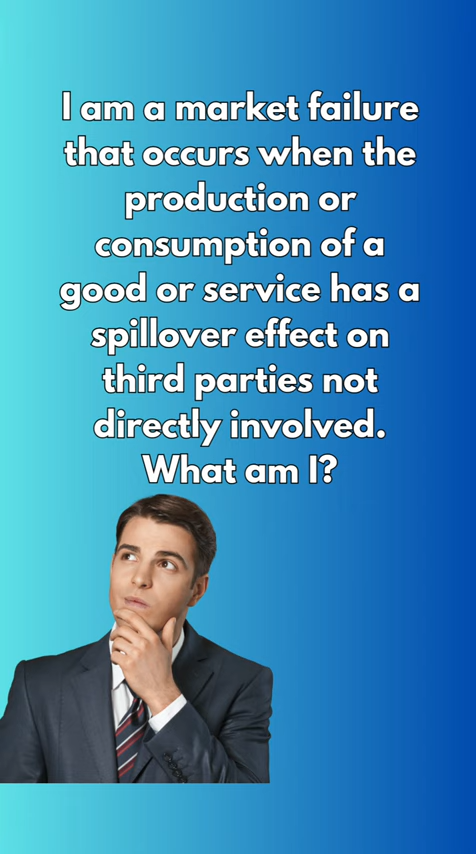 I am a market failure
that occurs when the
production or
consumption of a
good or service has a
spillover effect on
third parties not
directly involved.
What am I?